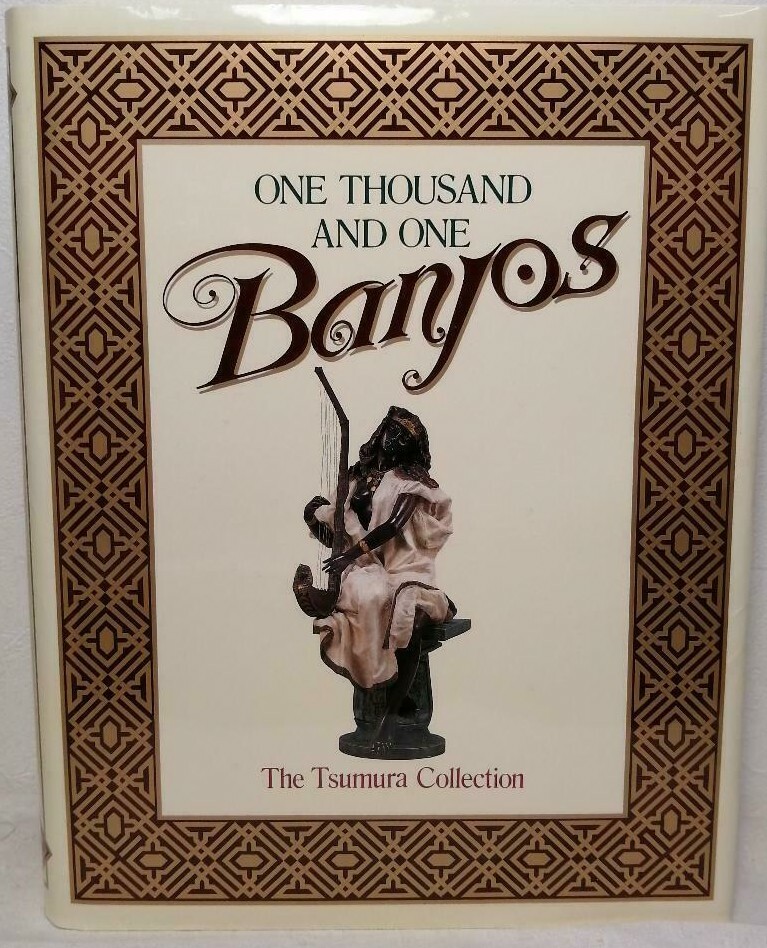 ONE THOUSAND
AND ONE
Banjos
The Tsumura Collection